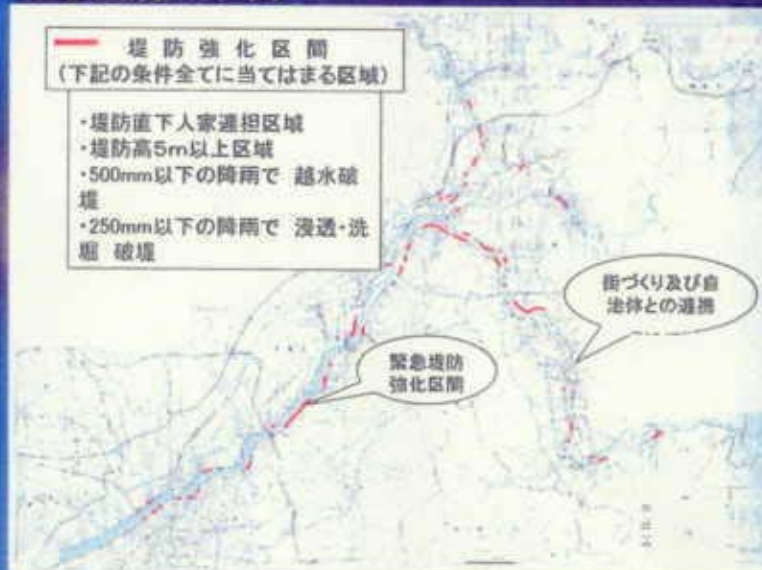 堤防強化区間
(下記の条件全てに当てはまる区域)
・堤防直下人家連担区域
・堤防高5m以上区域
・500mm以下の降雨で 越水破
堤
・250mm以下の降雨で 浸透・洗
堀 破堤
街づくり及び自
治体との連携
緊急堤防
強化区間